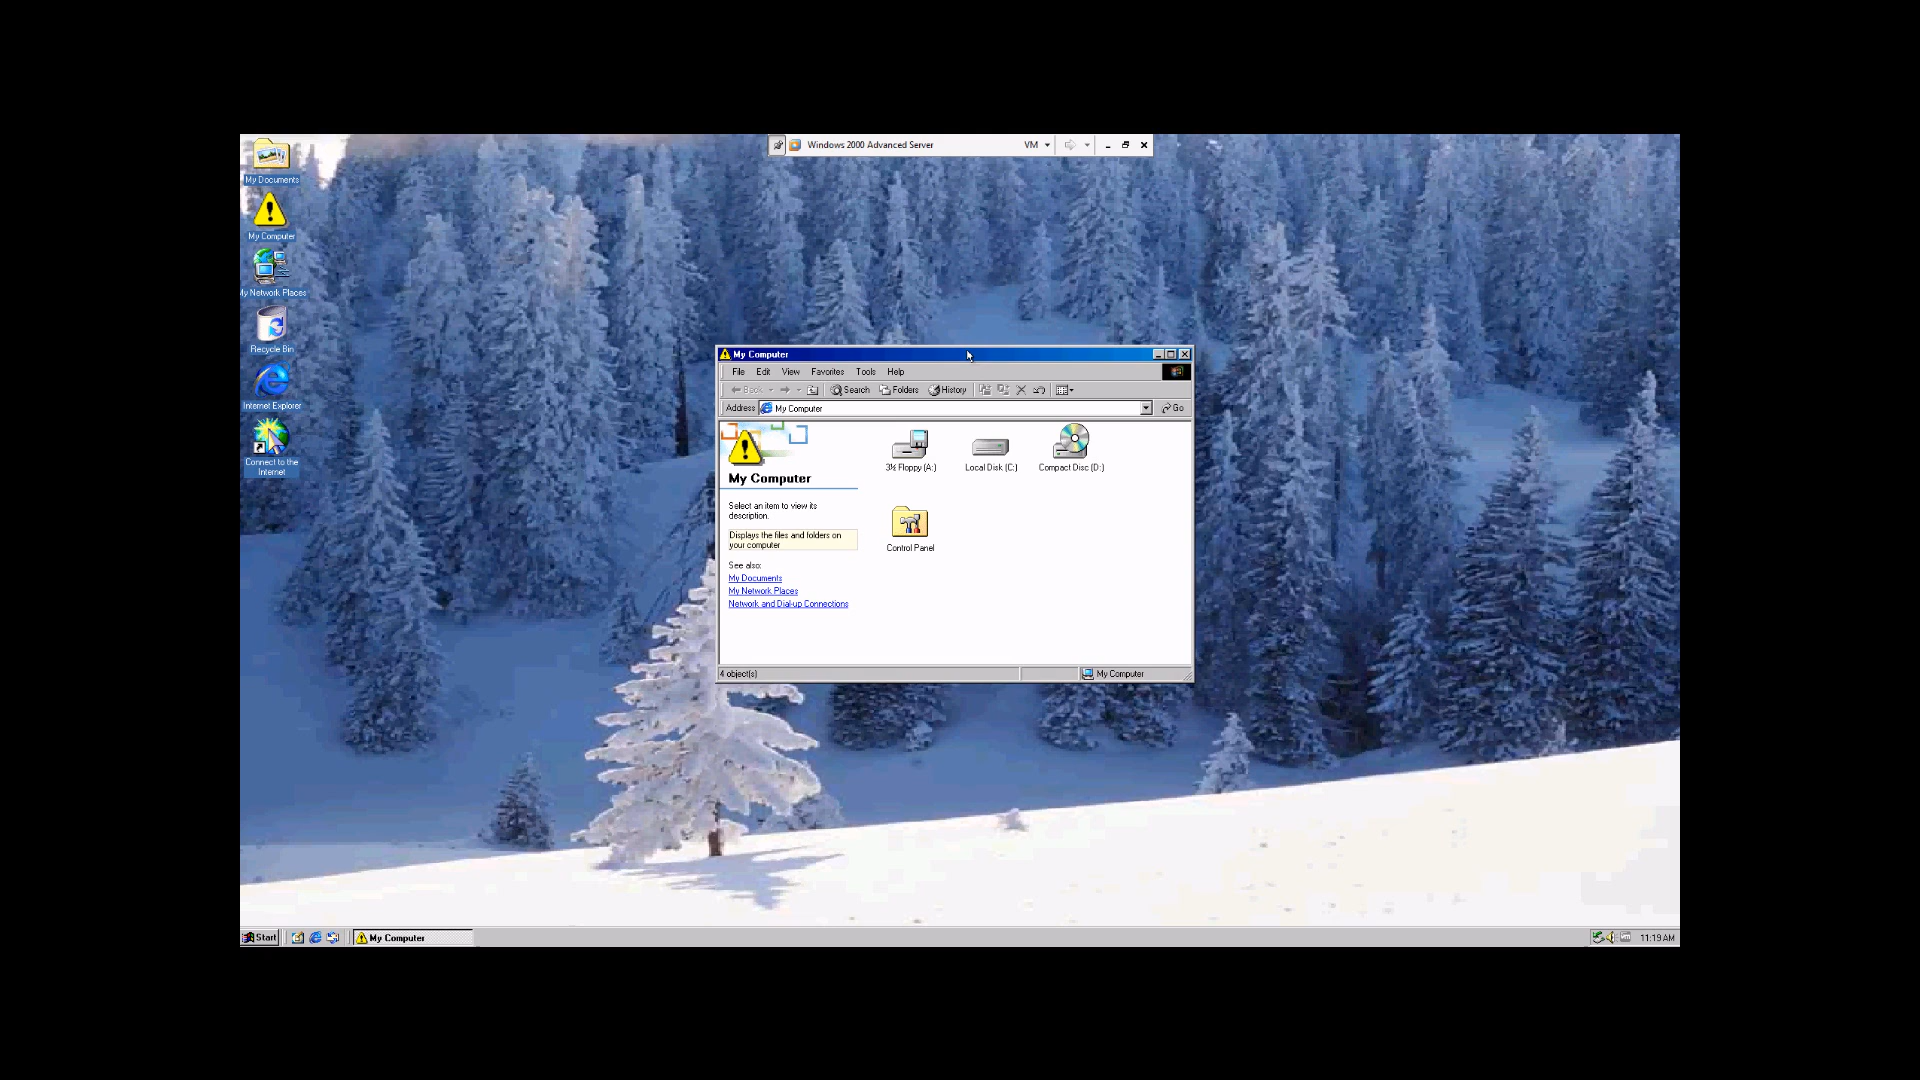 Windows 2000 Advanced Server
VM
My Documents
My Computer
My Network Places
Recycle Bin
Internet Explorer
Connect to the
Internet
My Computer
File Edit View Favorites Tools Help
Back Search Folders History
Address My Computer Go
3½ Floppy (A:)
Local Disk (C:)
Compact Disc (D:)
Control Panel
My Computer
Select an item to view its
description.
Displays the files and folders on
your computer
See also:
My Documents
My Network Places
Network and Dial-up Connections
4 object(s)
My Computer
Start
My Computer
11:19 AM